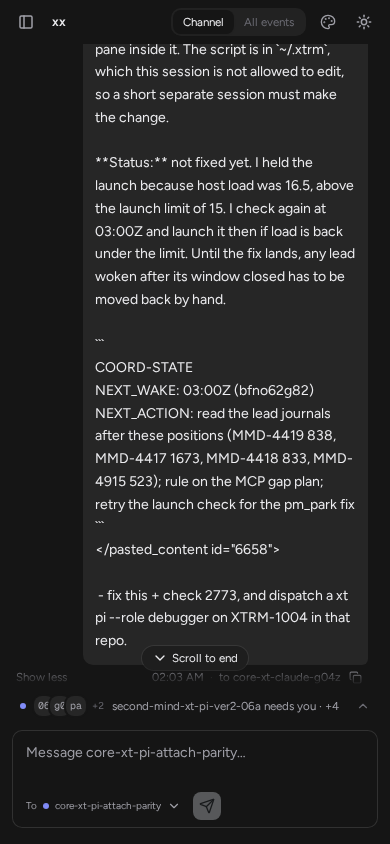 xx
Channel
All events
pane inside it. The script is in `~/.xtrm`,
which this session is not allowed to edit,
so a short separate session must make
the change.
**Status:** not fixed yet. I held the
launch because host load was 16.5, above
the launch limit of 15. I check again at
03:00Z and launch it then if load is back
under the limit. Until the fix lands, any lead
woken after its window closed has to be
moved back by hand.
```
COORD-STATE
NEXT_WAKE: 03:00Z (bfno62g82)
NEXT_ACTION: read the lead journals
after these positions (MMD-4419 838,
MMD-4417 1673, MMD-4418 833, MMD-
4915 523); rule on the MCP gap plan;
retry the launch check for the pm_park fix
```
</pasted_content id="6658">
- fix this + check 2773, and dispatch a xt
pi --role debugger on XTRM-1004 in that
repo.
Scroll to end
Show less
02:03 AM
to core-xt-claude-g04z
06
g0
pa
+2
second-mind-xt-pi-ver2-06a needs you · +4
Message core-xt-pi-attach-parity...
To
core-xt-pi-attach-parity